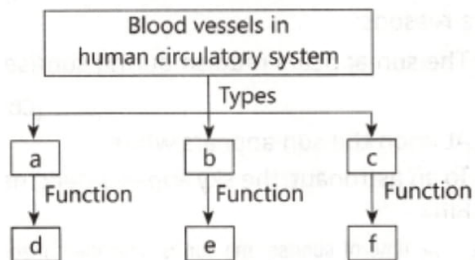 Blood vessels in
human circulatory system
Types
a b c
Function Function Function
d e f